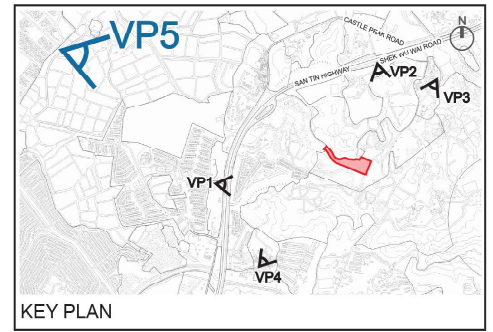 VP5
N
CASTLE PEAK ROAD
SHEK WU WAI ROAD
SAN TIN HIGHWAY
VP2
VP3
VP1
VP4
KEY PLAN